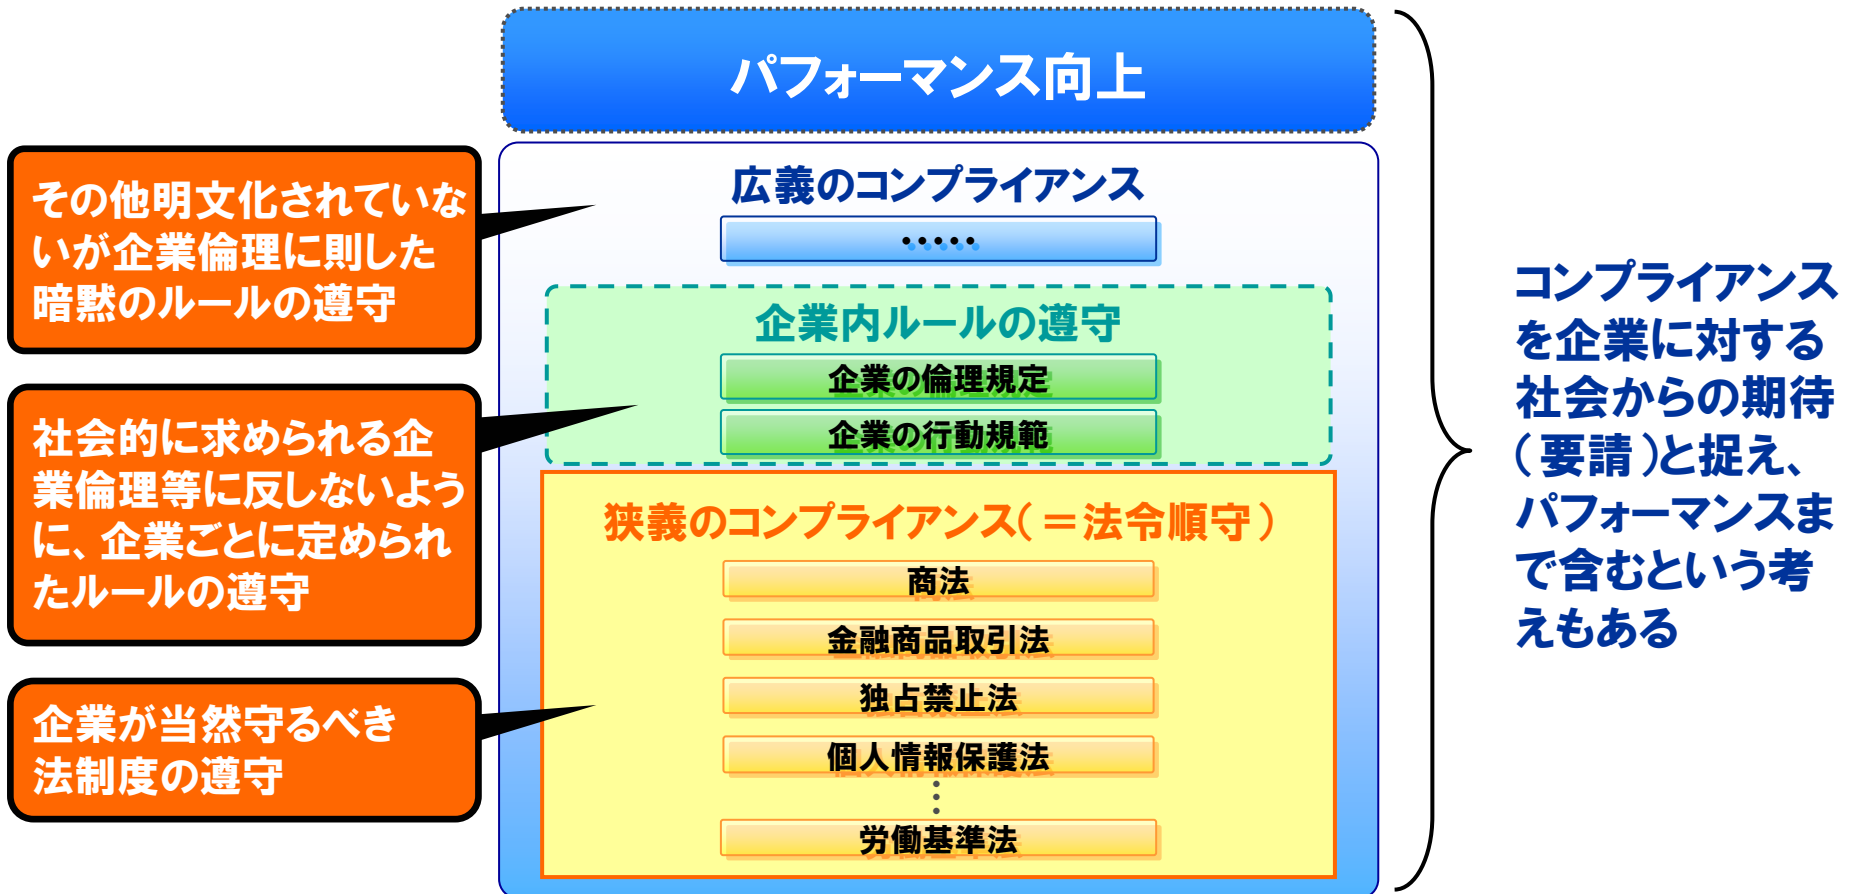 パフォーマンス向上
その他明文化されていな
いが企業倫理に則した
暗黙のルールの遵守
社会的に求められる企
業倫理等に反しないよう
に、企業ごとに定められ
たルールの遵守
企業が当然守るべき
法制度の遵守
広義のコンプライアンス
・・・・・
企業内ルールの遵守
企業の倫理規定
企業の行動規範
狭義のコンプライアンス（＝法令順守）
商法
金融商品取引法
独占禁止法
個人情報保護法
労働基準法
コンプライアンス
を企業に対する
社会からの期待
（要請）と捉え、
パフォーマンスま
で含むという考
えもある